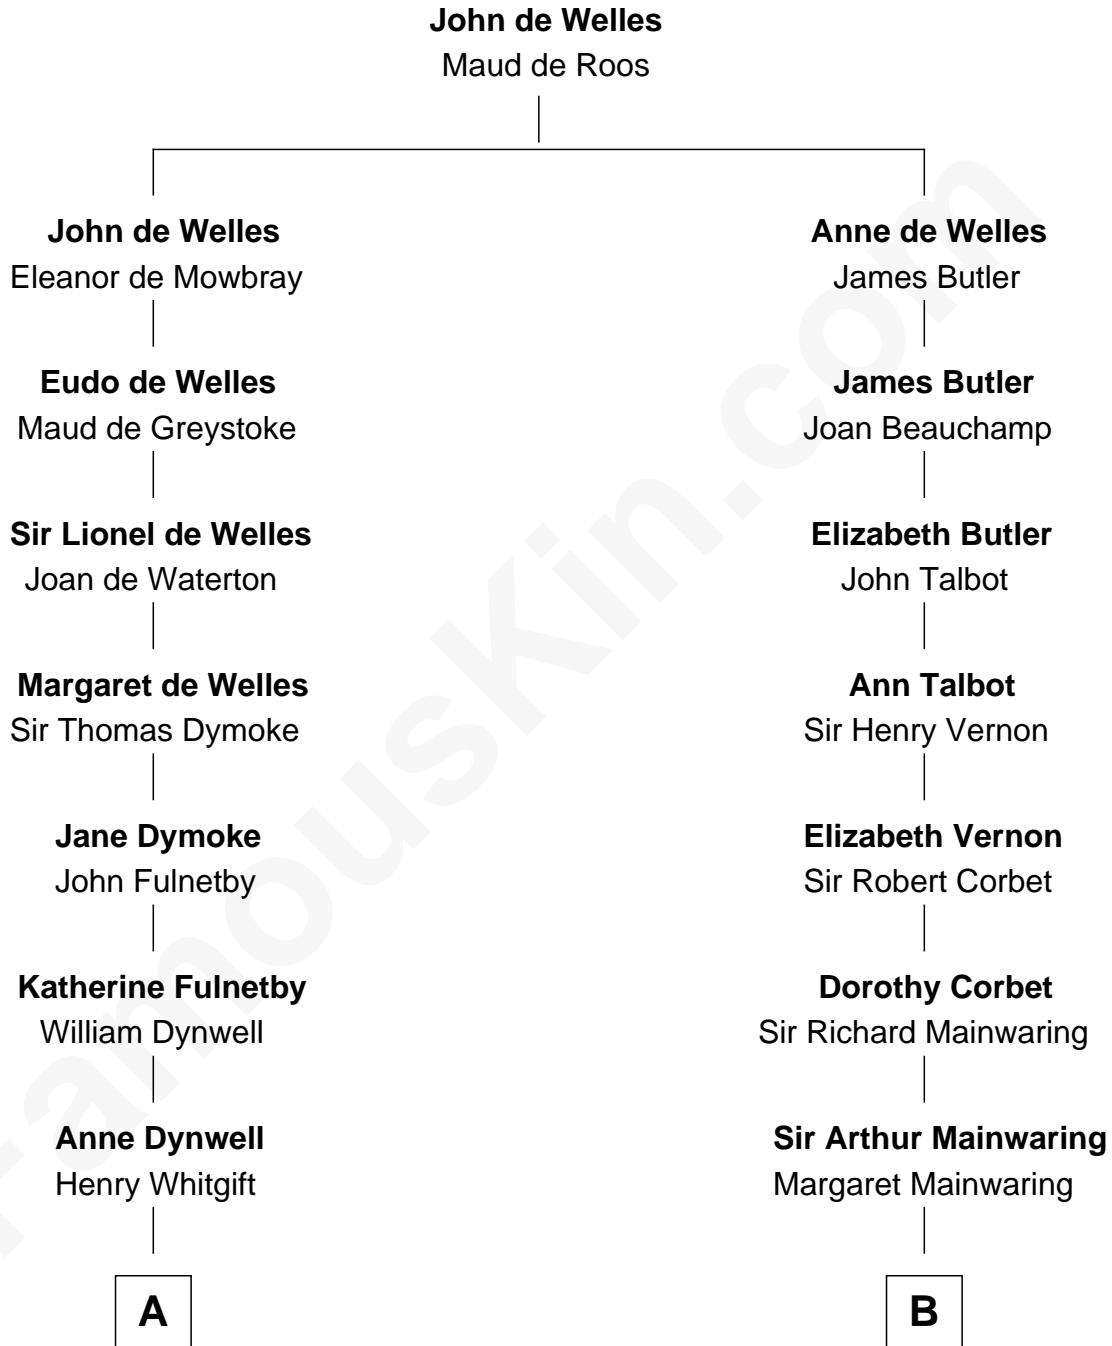 John de Welles
Maud de Roos
John de Welles
Eleanor de Mowbray
Anne de Welles
James Butler
Eudo de Welles
Maud de Greystoke
James Butler
Joan Beauchamp
Sir Lionel de Welles
Joan de Waterton
Elizabeth Butler
John Talbot
Margaret de Welles
Sir Thomas Dymoke
Ann Talbot
Sir Henry Vernon
Jane Dymoke
John Fulnetby
Elizabeth Vernon
Sir Robert Corbet
Katherine Fulnetby
William Dynwell
Dorothy Corbet
Sir Richard Mainwaring
Anne Dynwell
Henry Whitgift
Sir Arthur Mainwaring
Margaret Mainwaring
A
B
FamousKin.com